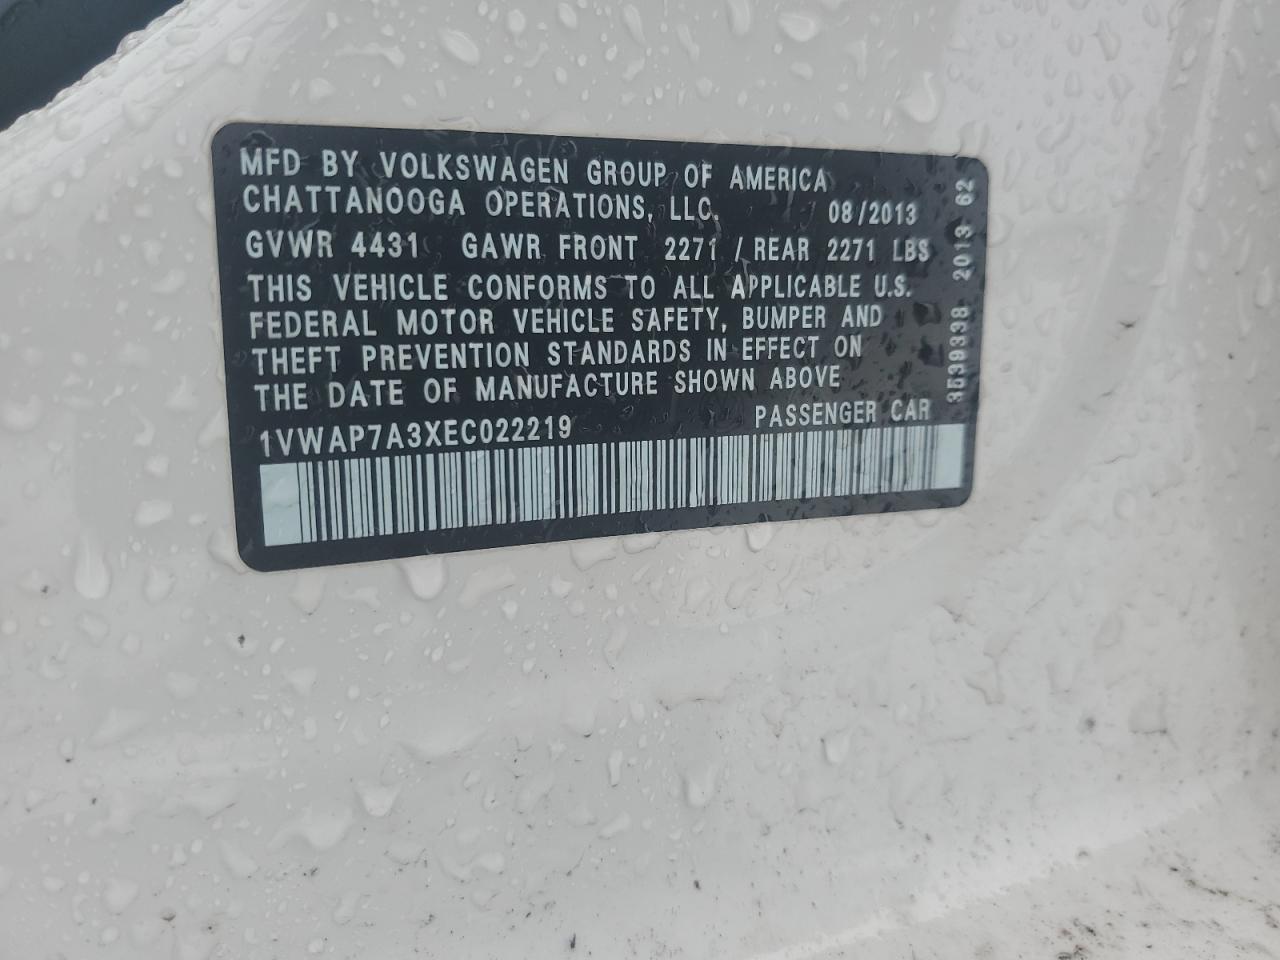 MFD BY VOLKSWAGEN GROUP OF AMERICA
CHATTANOOGA OPERATIONS, LLC. 08/2013
GVWR 4431 GAWR FRONT 2271 / REAR 2271 LBS
THIS VEHICLE CONFORMS TO ALL APPLICABLE U.S.
FEDERAL MOTOR VEHICLE SAFETY, BUMPER AND
THEFT PREVENTION STANDARDS IN EFFECT ON
THE DATE OF MANUFACTURE SHOWN ABOVE
1VWAP7A3XEC022219 PASSENGER CAR
3539338 2013 62